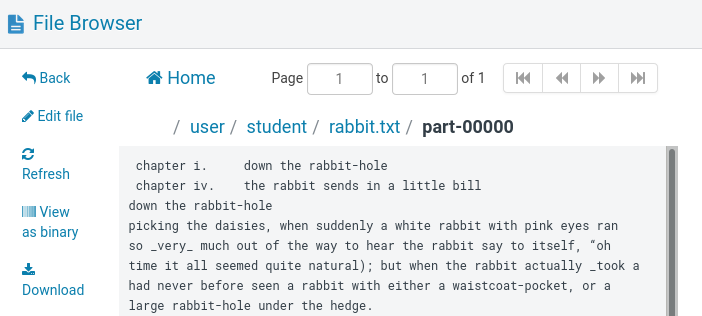 File Browser
Back
Edit file
Refresh
View
as binary
Download
Home
Page 1 to 1 of 1
/ user / student / rabbit.txt / part-00000
chapter i.     down the rabbit-hole
chapter iv.    the rabbit sends in a little bill
down the rabbit-hole
picking the daisies, when suddenly a white rabbit with pink eyes ran
so _very_ much out of the way to hear the rabbit say to itself, “oh
time it all seemed quite natural); but when the rabbit actually _took a
had never before seen a rabbit with either a waistcoat-pocket, or a
large rabbit-hole under the hedge.